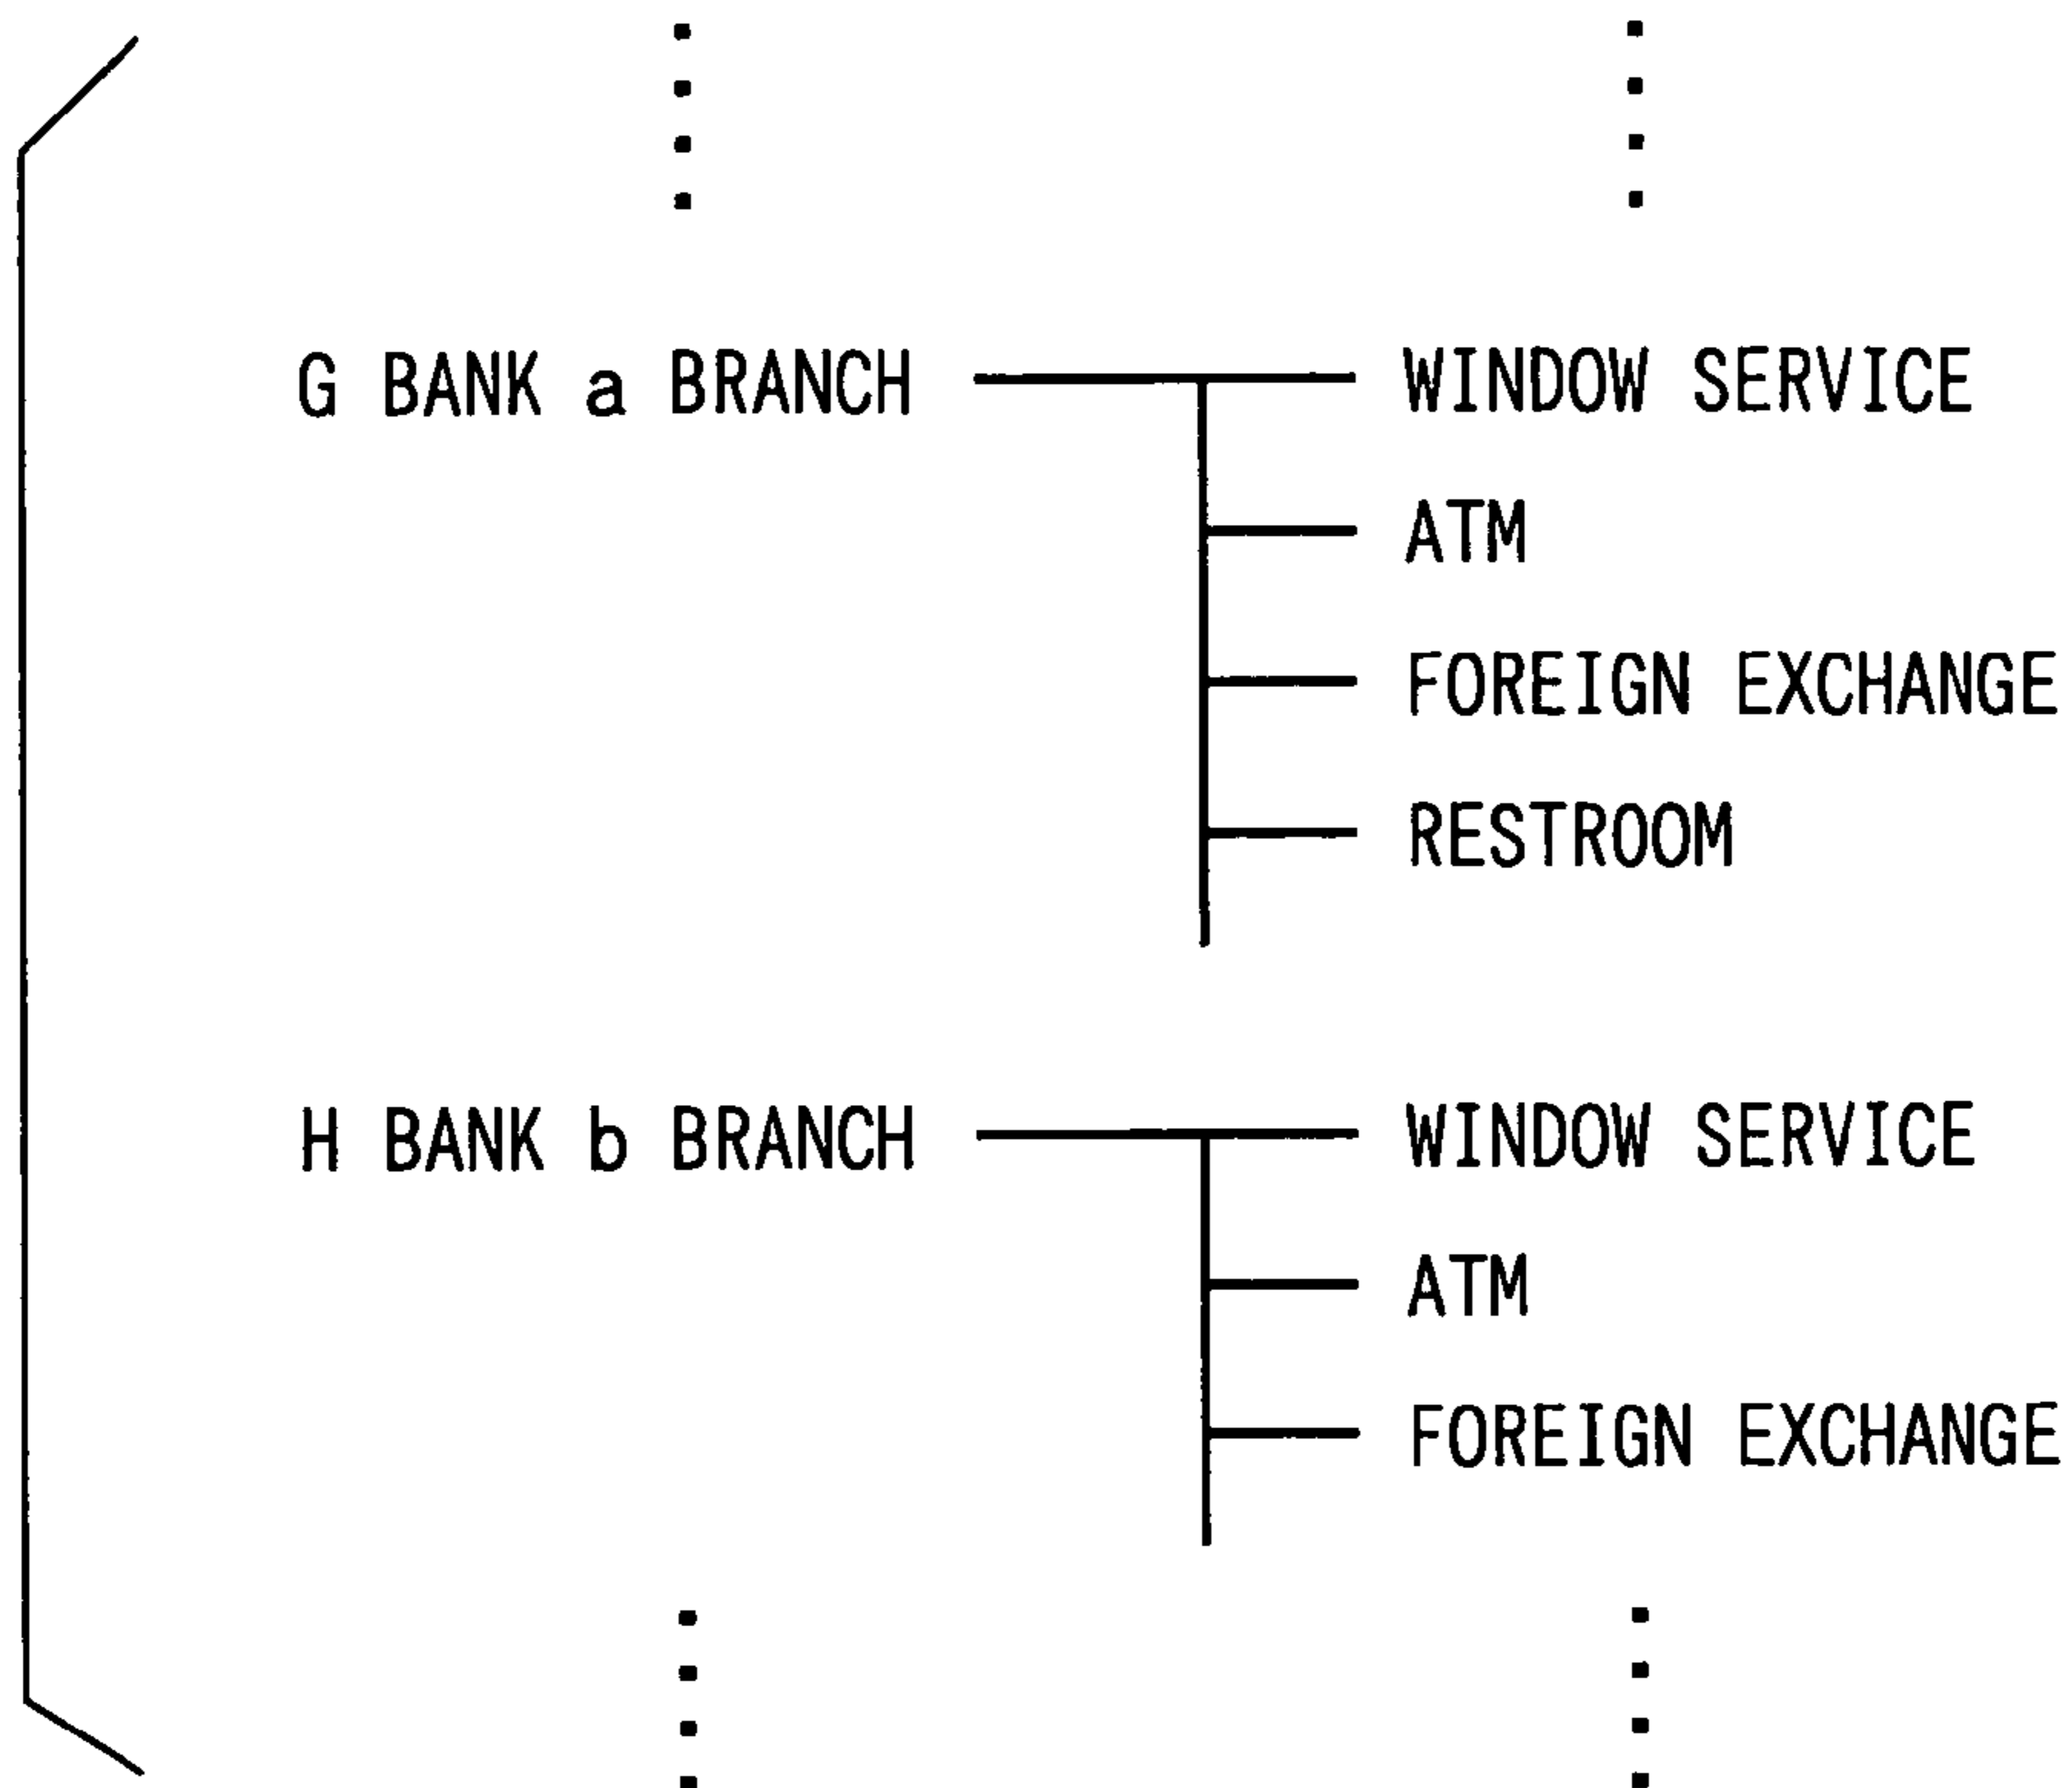 G BANK a BRANCH WINDOW SERVICE
ATM
FOREIGN EXCHANGE
RESTROOM
H BANK b BRANCH WINDOW SERVICE
ATM
FOREIGN EXCHANGE